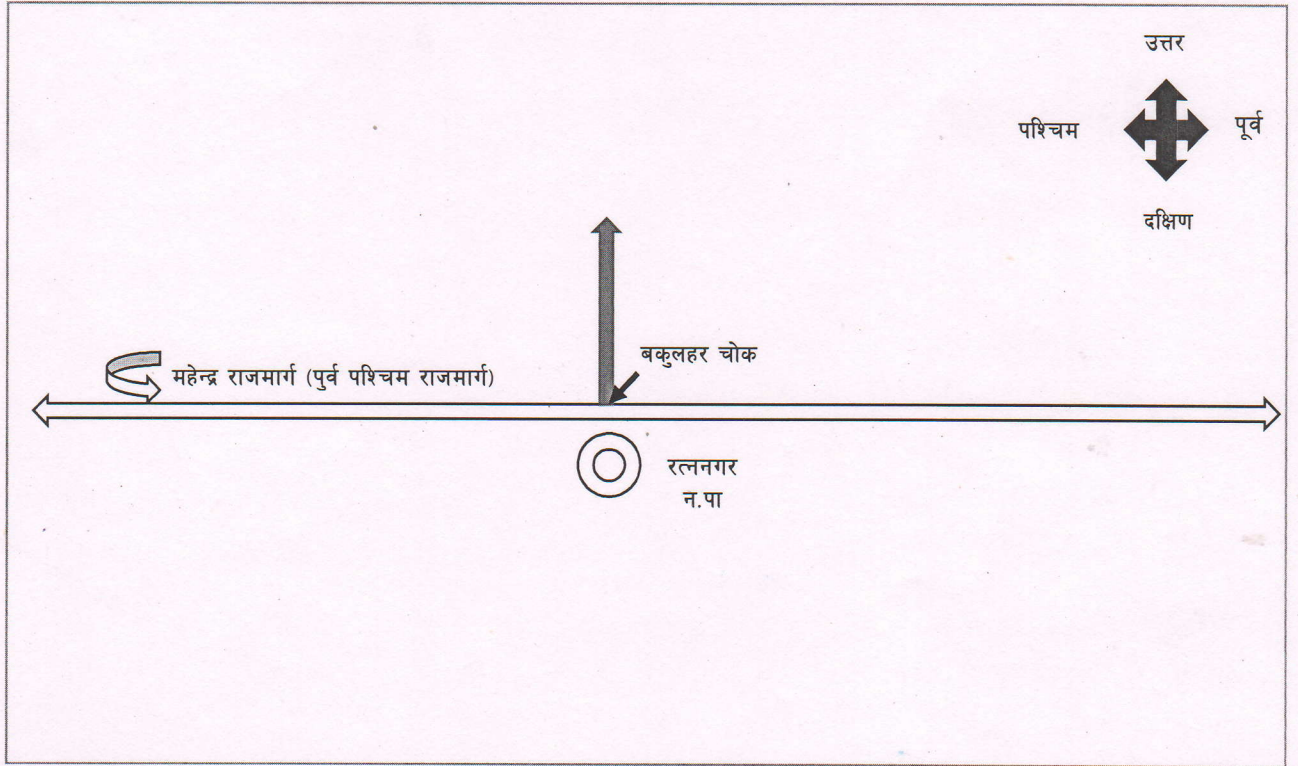 उत्तर
पश्चिम
पूर्व
दक्षिण
बकुलहर चोक
महेन्द्र राजमार्ग (पुर्व पश्चिम राजमार्ग)
रत्ननगर
न.पा